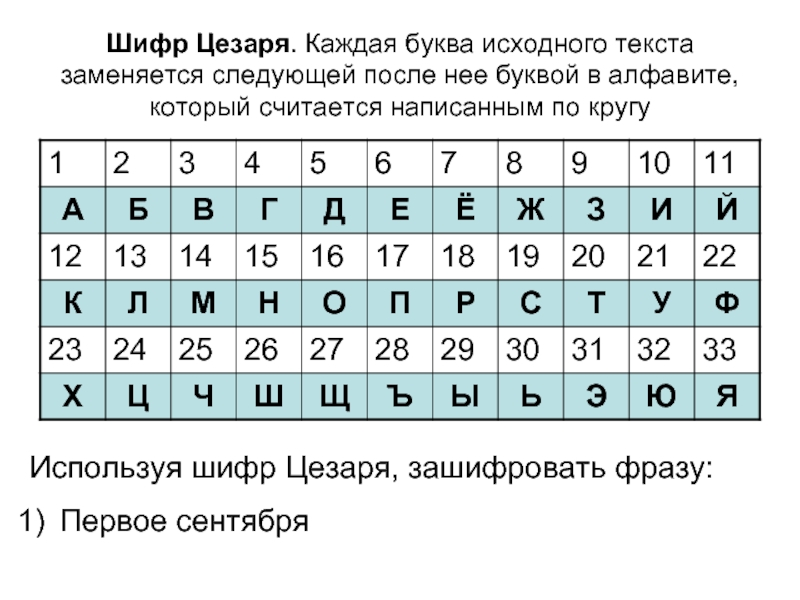 Шифр Цезаря. Каждая буква исходного текста
заменяется следующей после нее буквой в алфавите,
который считается написанным по кругу
1 2 3 4 5 6 7 8 9 10 11
А Б В Г Д Е Ё Ж З И Й
12 13 14 15 16 17 18 19 20 21 22
К Л М Н О П Р С Т У Ф
23 24 25 26 27 28 29 30 31 32 33
Х Ц Ч Ш Щ Ъ Ы Ь Э Ю Я
Используя шифр Цезаря, зашифровать фразу:
1) Первое сентября